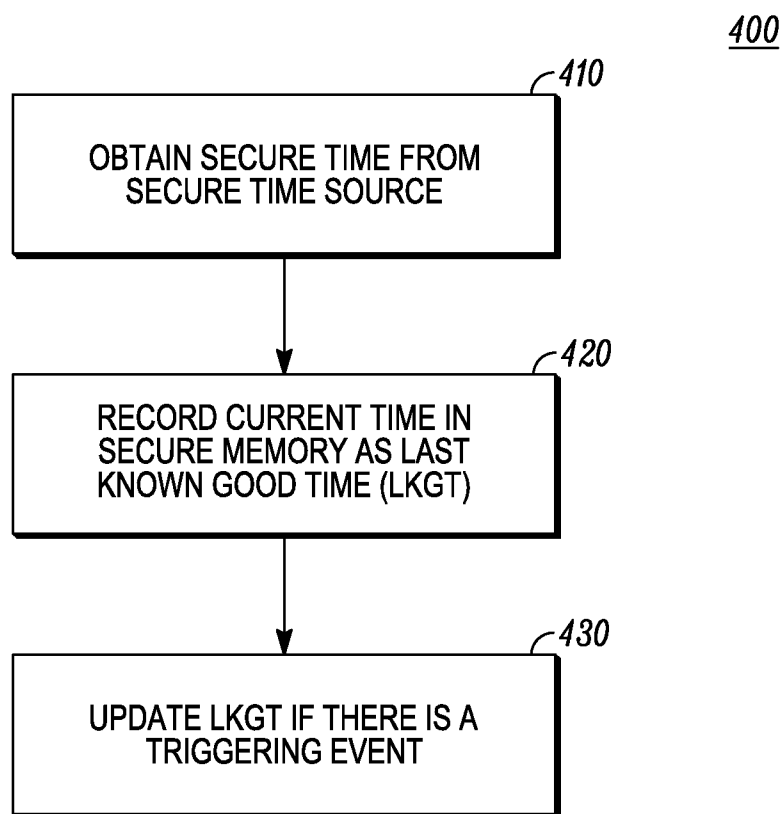 400
410
OBTAIN SECURE TIME FROM
SECURE TIME SOURCE
420
RECORD CURRENT TIME IN
SECURE MEMORY AS LAST
KNOWN GOOD TIME (LKGT)
430
UPDATE LKGT IF THERE IS A
TRIGGERING EVENT